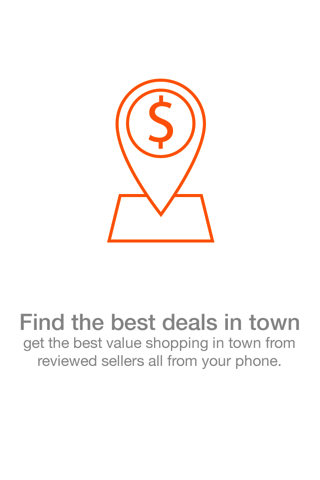 $
Find the best deals in town
get the best value shopping in town from
reviewed sellers all from your phone.